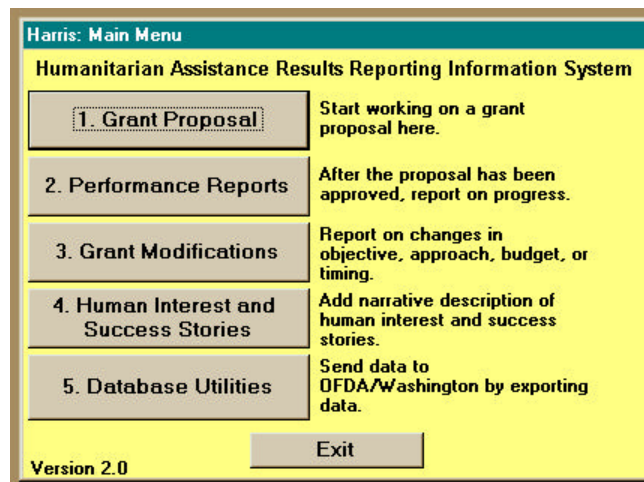 Harris: Main Menu
Humanitarian Assistance Results Reporting Information System
1. Grant Proposal
Start working on a grant
proposal here.
2. Performance Reports
After the proposal has been
approved, report on progress.
3. Grant Modifications
Report on changes in
objective, approach, budget, or
timing.
4. Human Interest and
Success Stories
Add narrative description of
human interest and success
stories.
5. Database Utilities
Send data to
OFDA/Washington by exporting
data.
Exit
Version 2.0